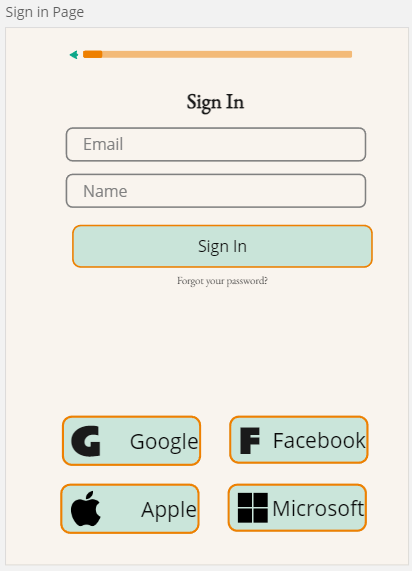 Sign in Page
Sign In
Email
Name
Sign In
Forgot your password?
G Google
F Facebook
Apple
Microsoft